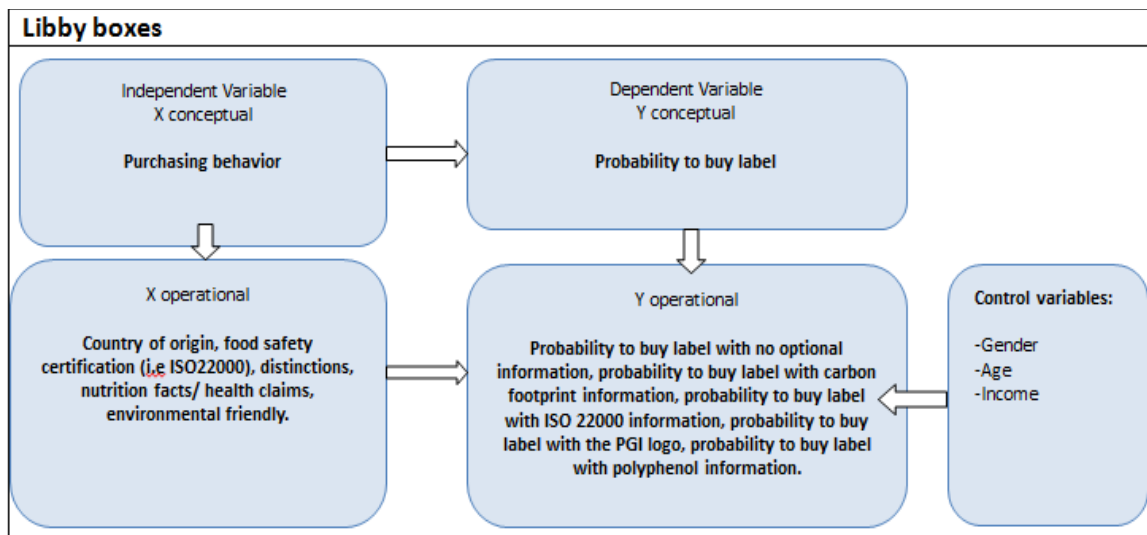 Libby boxes
Independent Variable
X conceptual
Purchasing behavior
Dependent Variable
Y conceptual
Probability to buy label
X operational
Country of origin, food safety
certification (i.e ISO22000), distinctions,
nutrition facts/ health claims,
environmental friendly.
Y operational
Probability to buy label with no optional
information, probability to buy label with carbon
footprint information, probability to buy label
with ISO 22000 information, probability to buy
label with the PGI logo, probability to buy label
with polyphenol information.
Control variables:
-Gender
-Age
-Income